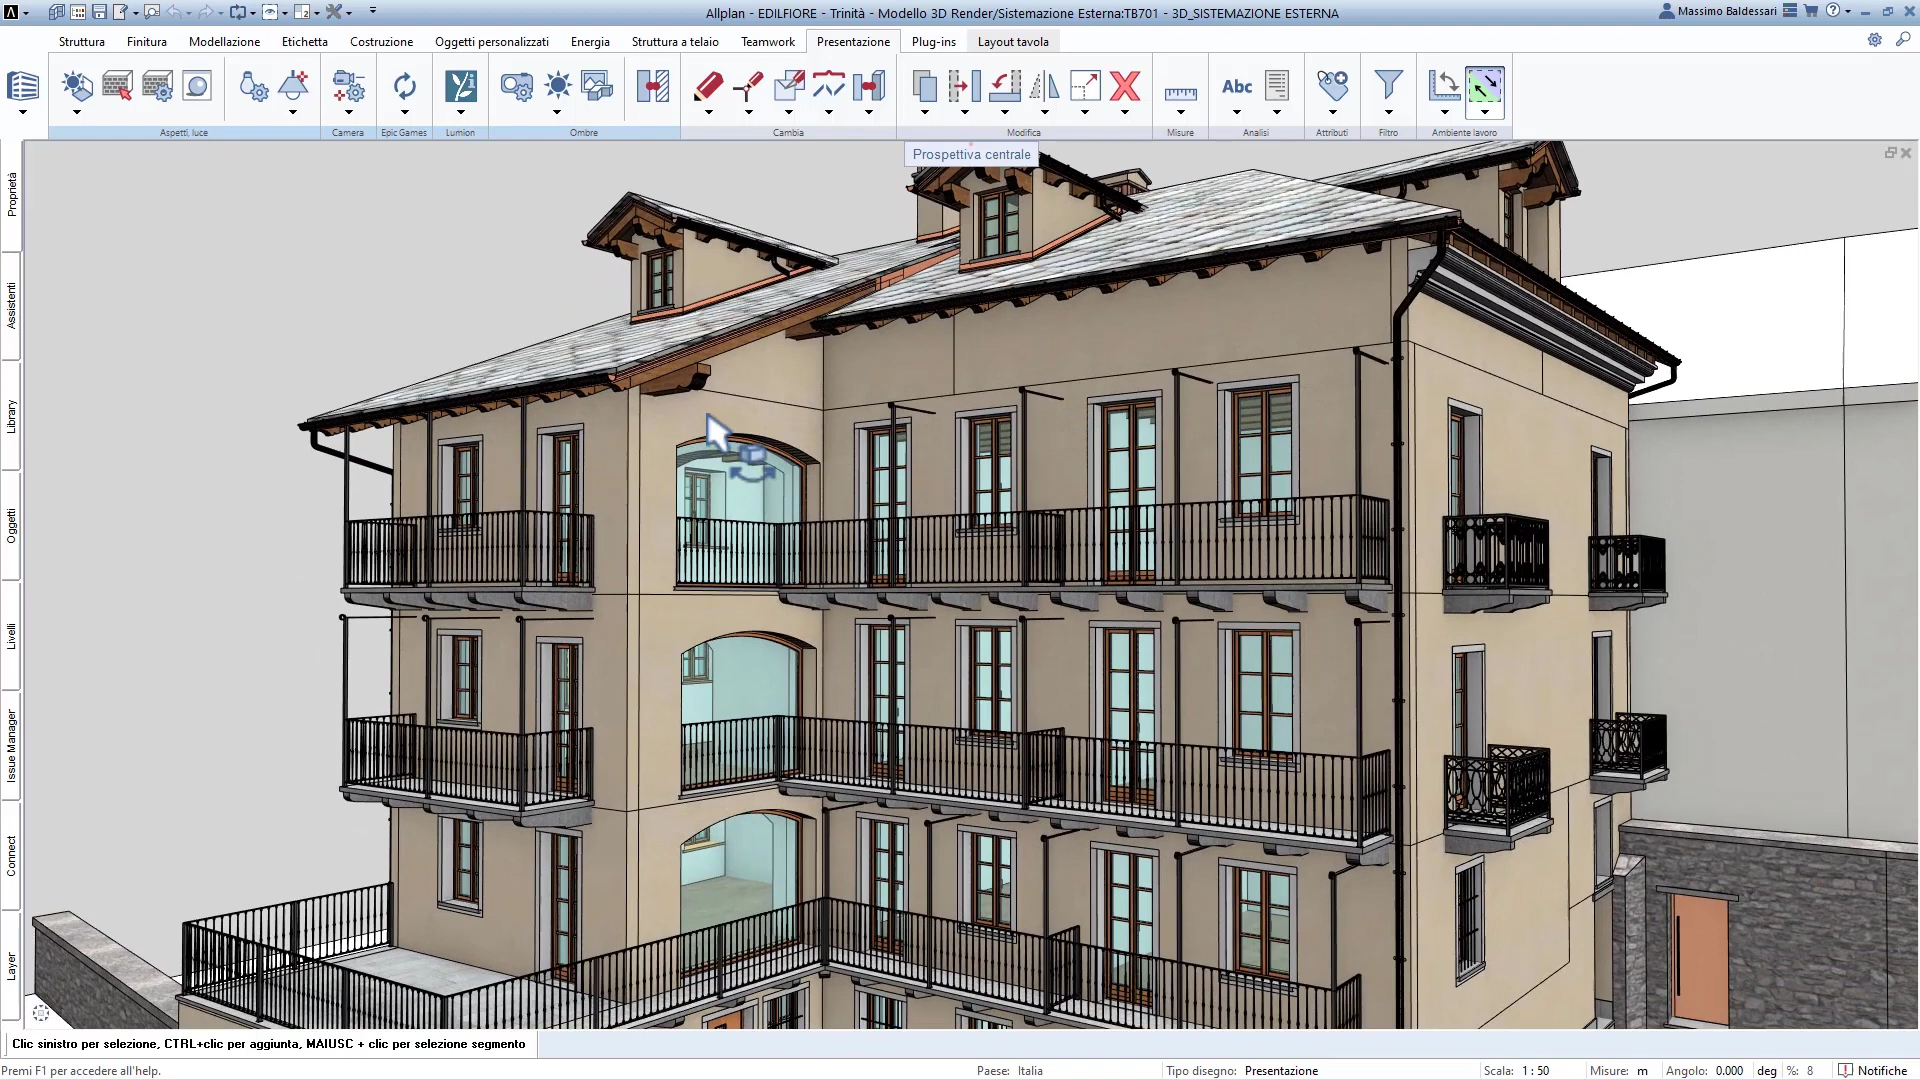 Allplan - EDILFIORE - Trinità - Modello 3D Render/Sistemazione Esterna:TB701 - 3D_SISTEMAZIONE ESTERNA
Massimo Baldessari
Struttura Finitura Modellazione Etichetta Costruzione Oggetti personalizzati Energia Struttura a telaio Teamwork Presentazione Plug-ins Layout tavola
Abc
Aspetti, luce Camera Epic Games Lumion Ombre Cambia Modifica Misure Analisi Attributi Filtro Ambiente lavoro
Prospettiva centrale
Proprietà
Assistenti
Library
Oggetti
Livelli
Issue Manager
Connect
Layer
Clic sinistro per selezione, CTRL+clic per aggiunta, MAIUSC + clic per selezione segmento
Premi F1 per accedere all'help. Paese: Italia Tipo disegno: Presentazione Scala: 1 : 50 Misure: m Angolo: 0.000 deg %: 8 Notifiche